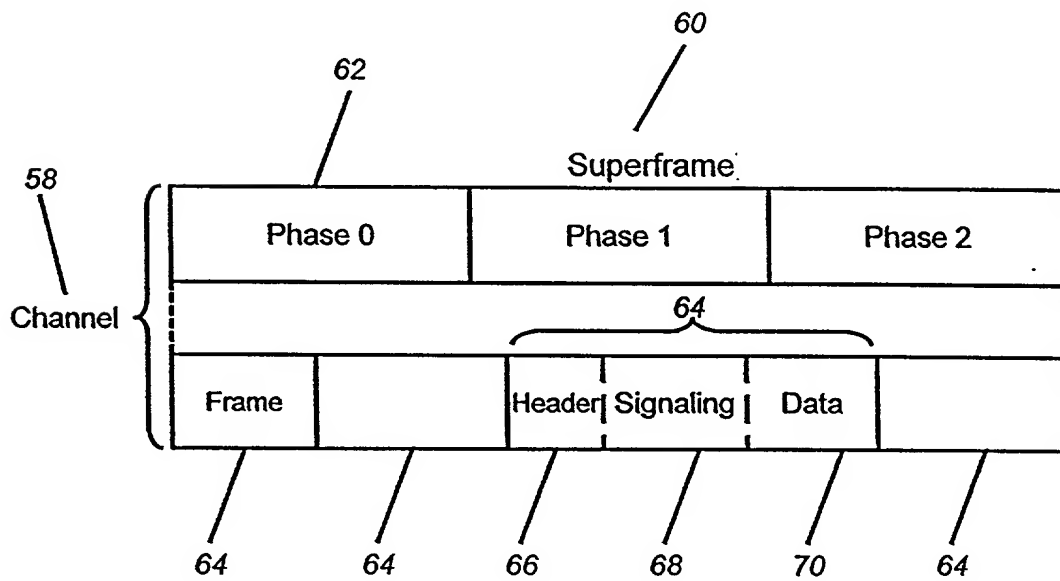 60
62
Superframe
58
Phase 0 Phase 1 Phase 2
64
Channel
Frame Header Signaling Data
64 64 66 68 70 64